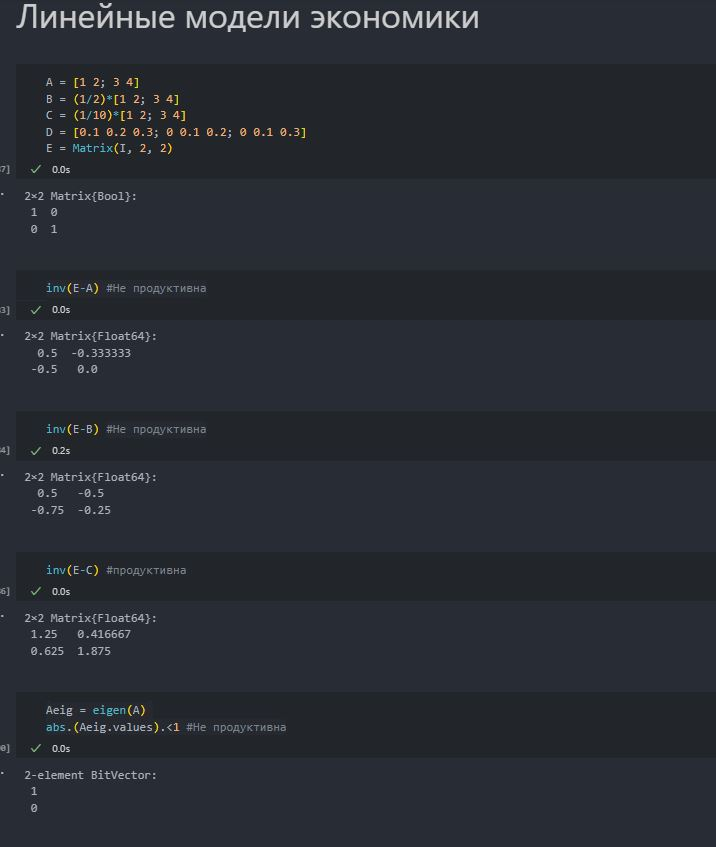 Линейные модели экономики
A = [1 2; 3 4]
B = (1/2)*[1 2; 3 4]
C = (1/10)*[1 2; 3 4]
D = [0.1 0.2 0.3; 0 0.1 0.2; 0 0.1 0.3]
E = Matrix(I, 2, 2)
7] ✓ 0.0s
2×2 Matrix{Bool}:
1 0
0 1
inv(E-A) #Не продуктивна
3] ✓ 0.0s
2×2 Matrix{Float64}:
0.5 -0.333333
-0.5 0.0
inv(E-B) #Не продуктивна
4] ✓ 0.2s
2×2 Matrix{Float64}:
0.5 -0.5
-0.75 -0.25
inv(E-C) #продуктивна
6] ✓ 0.0s
2×2 Matrix{Float64}:
1.25 0.416667
0.625 1.875
Aeig = eigen(A)
abs.(Aeig.values).<1 #Не продуктивна
0] ✓ 0.0s
2-element BitVector:
1
0